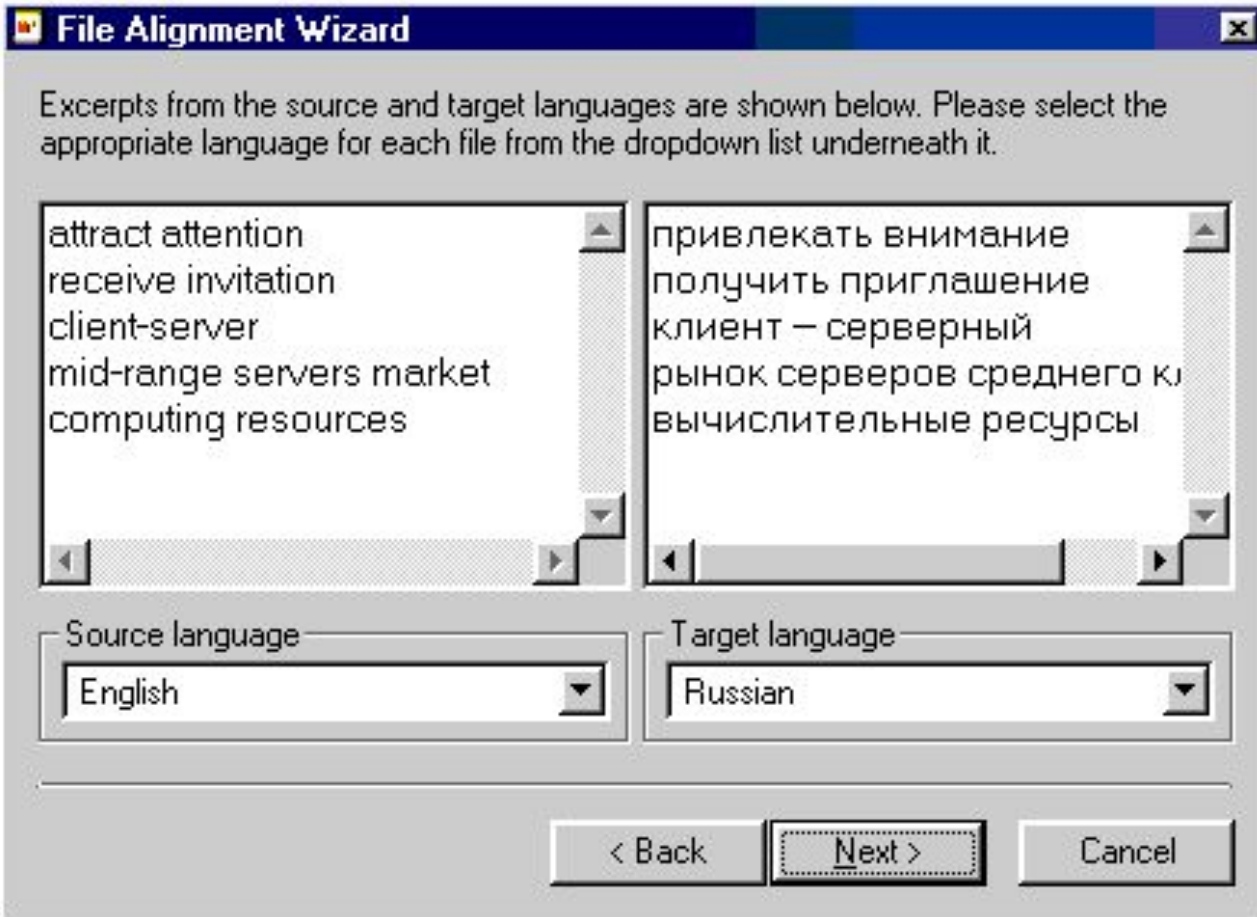 File Alignment Wizard
Excerpts from the source and target languages are shown below. Please select the
appropriate language for each file from the dropdown list underneath it.
attract attention
receive invitation
client-server
mid-range servers market
computing resources
привлекать внимание
получить приглашение
клиент – серверный
рынок серверов среднего
вычислительные ресурсы
Source language
English
Target language
Russian
< Back
Next >
Cancel